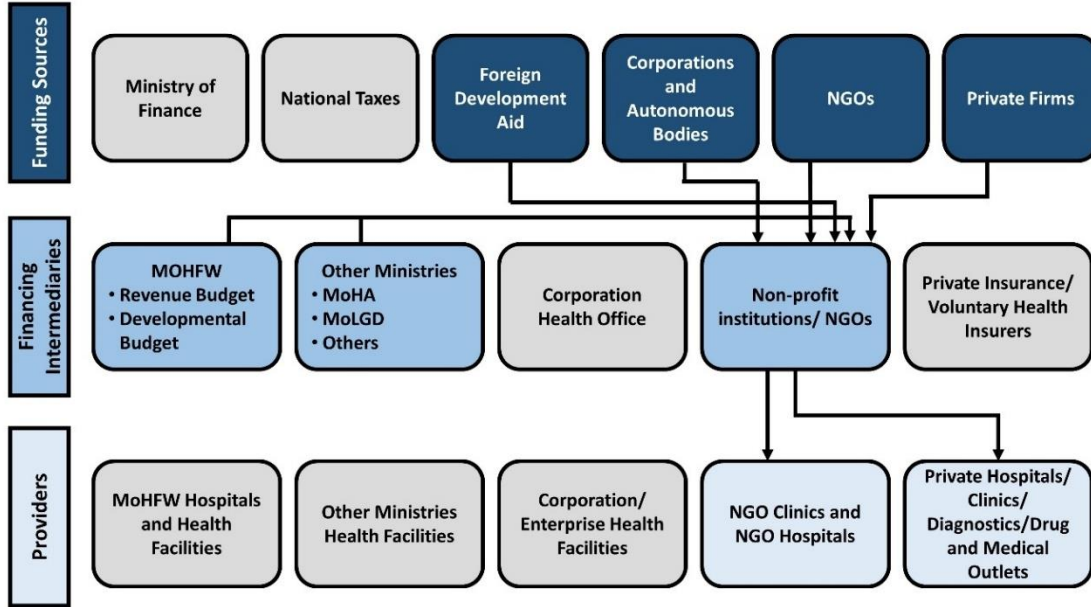 Funding Sources
Ministry of
Finance
National Taxes
Foreign
Development
Aid
Corporations
and
Autonomous
Bodies
NGOs
Private Firms
Financing
Intermediaries
MOHFW
• Revenue Budget
• Developmental
Budget
Other Ministries
• MoHA
• MoLGD
• Others
Corporation
Health Office
Non-profit
institutions/ NGOs
Private Insurance/
Voluntary Health
Insurers
Providers
MoHFW Hospitals
and Health
Facilities
Other Ministries
Health Facilities
Corporation/
Enterprise Health
Facilities
NGO Clinics and
NGO Hospitals
Private Hospitals/
Clinics/
Diagnostics/Drug
and Medical
Outlets